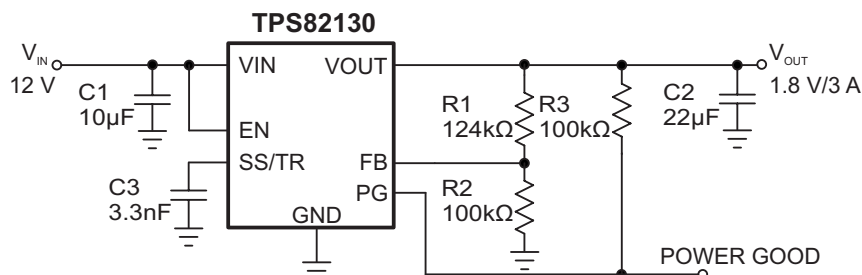 TPS82130
VIN
12 V
C1
10µF
C3
3.3nF
VIN
EN
SS/TR
GND
VOUT
FB
PG
R1
124kΩ
R2
100kΩ
R3
100kΩ
C2
22µF
VOUT
1.8 V/3 A
POWER GOOD